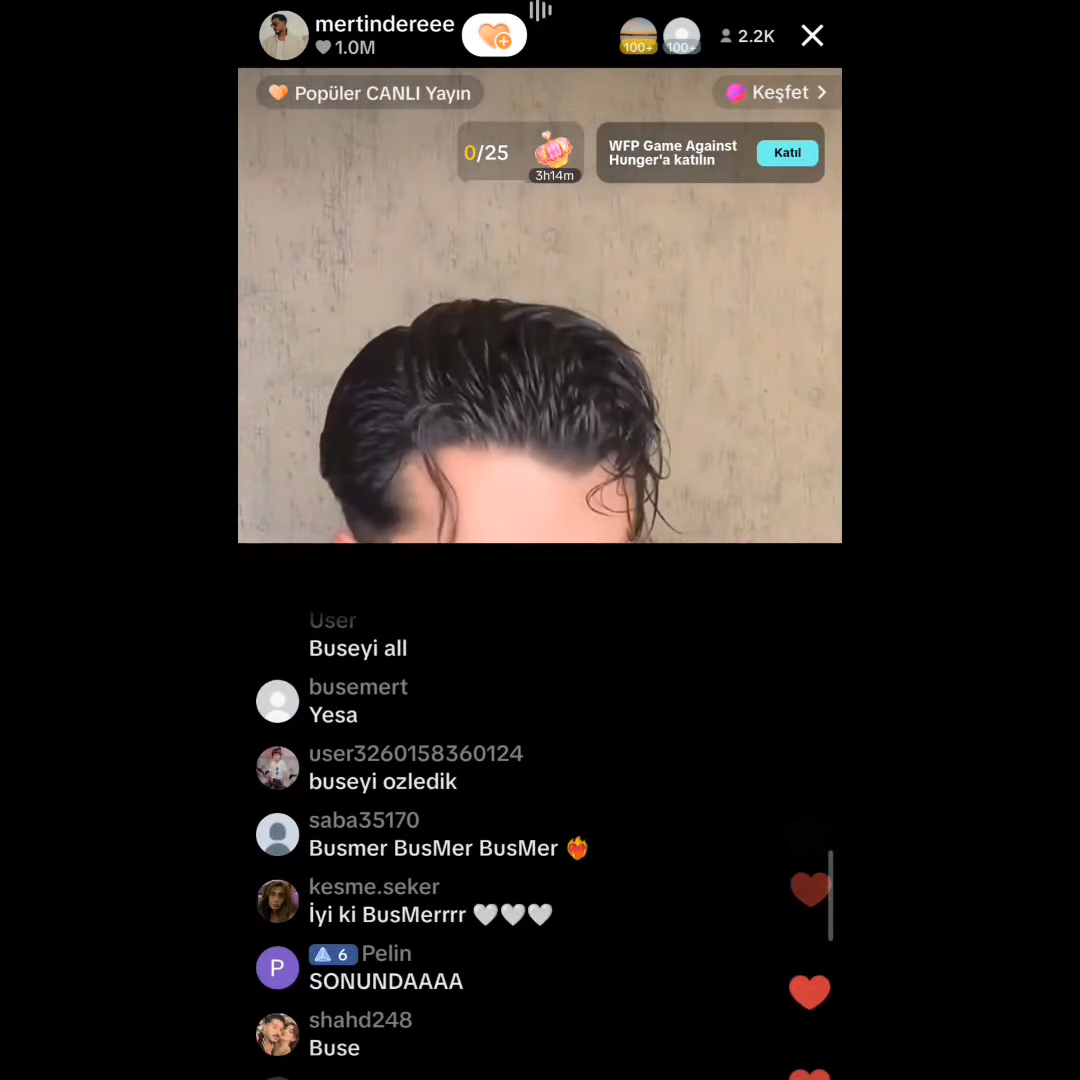 mertindereee
1.0M
100+
100+
2.2K
Popüler CANLI Yayın
Keşfet
0/25
3h14m
WFP Game Against
Hunger'a katılın
Katıl
User
Buseyi all
busemert
Yesa
user3260158360124
buseyi ozledik
saba35170
Busmer BusMer BusMer ❤️‍🔥
kesme.seker
İyi ki BusMerrrr 🤍🤍🤍
P
6 Pelin
SONUNDAAAA
shahd248
Buse